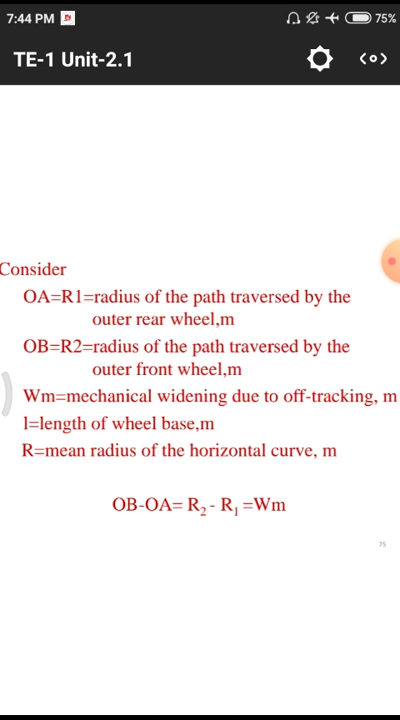 7:44 PM
75%
TE-1 Unit-2.1
Consider
OA=R1=radius of the path traversed by the
outer rear wheel,m
OB=R2=radius of the path traversed by the
outer front wheel,m
Wm=mechanical widening due to off-tracking, m
l=length of wheel base,m
R=mean radius of the horizontal curve, m
OB-OA= R₂ - R₁ =Wm
75